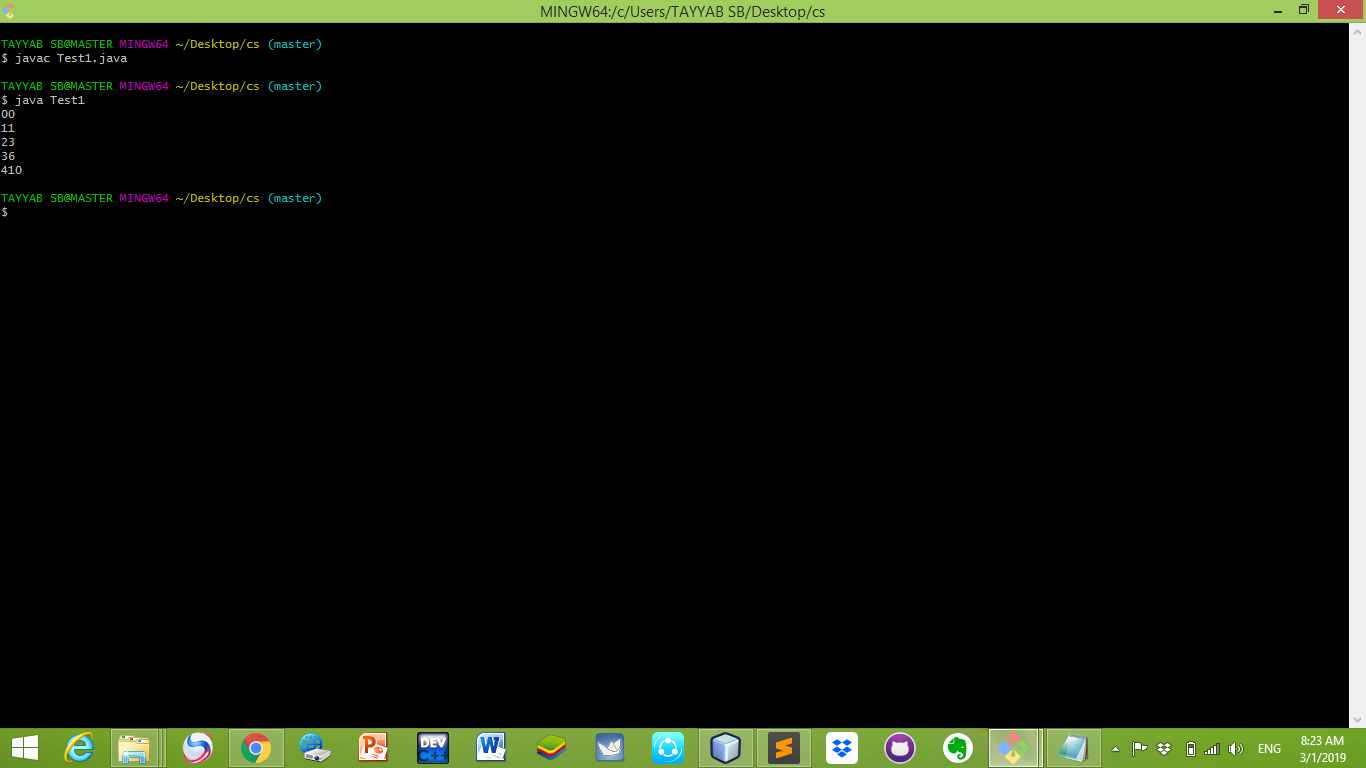 MINGW64:/c/Users/TAYYAB SB/Desktop/cs
TAYYAB SB@MASTER MINGW64 ~/Desktop/cs (master)
$ javac Test1.java
TAYYAB SB@MASTER MINGW64 ~/Desktop/cs (master)
$ java Test1
00
11
23
36
410
TAYYAB SB@MASTER MINGW64 ~/Desktop/cs (master)
$
DEV
C++
ENG
8:23 AM
3/1/2019